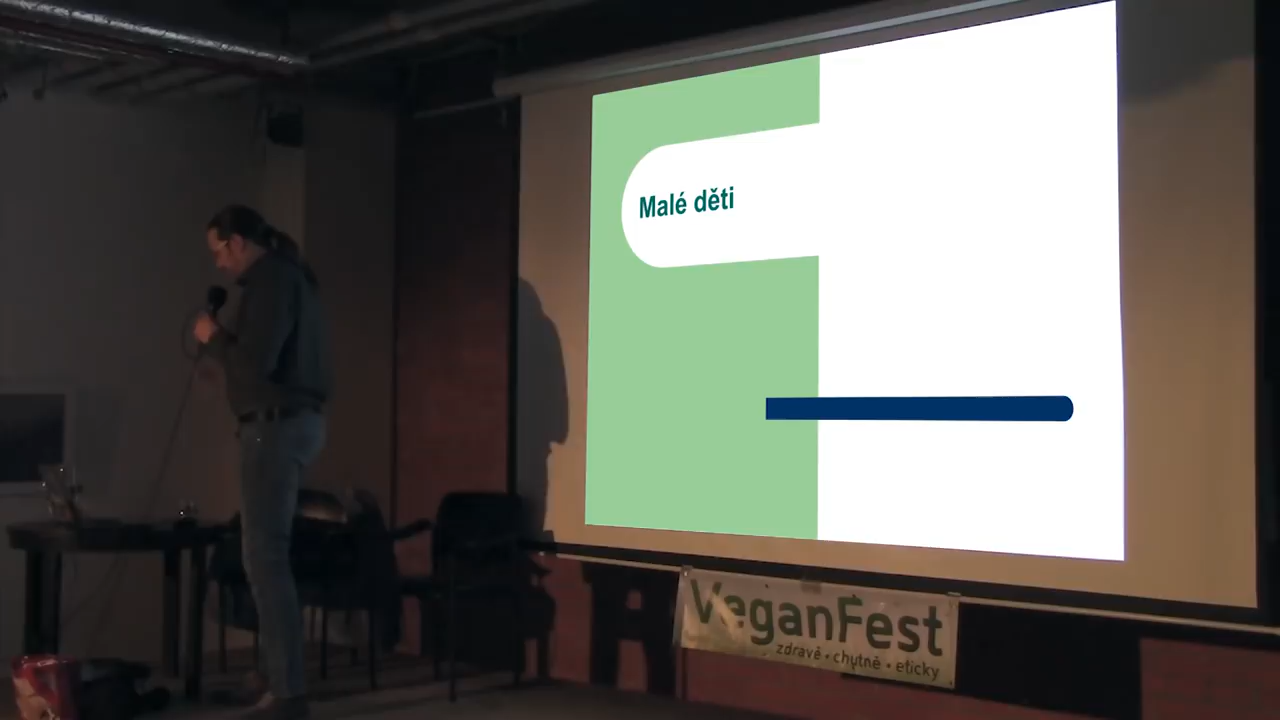 Malé děti
VeganFest
zdravě • chutně • eticky